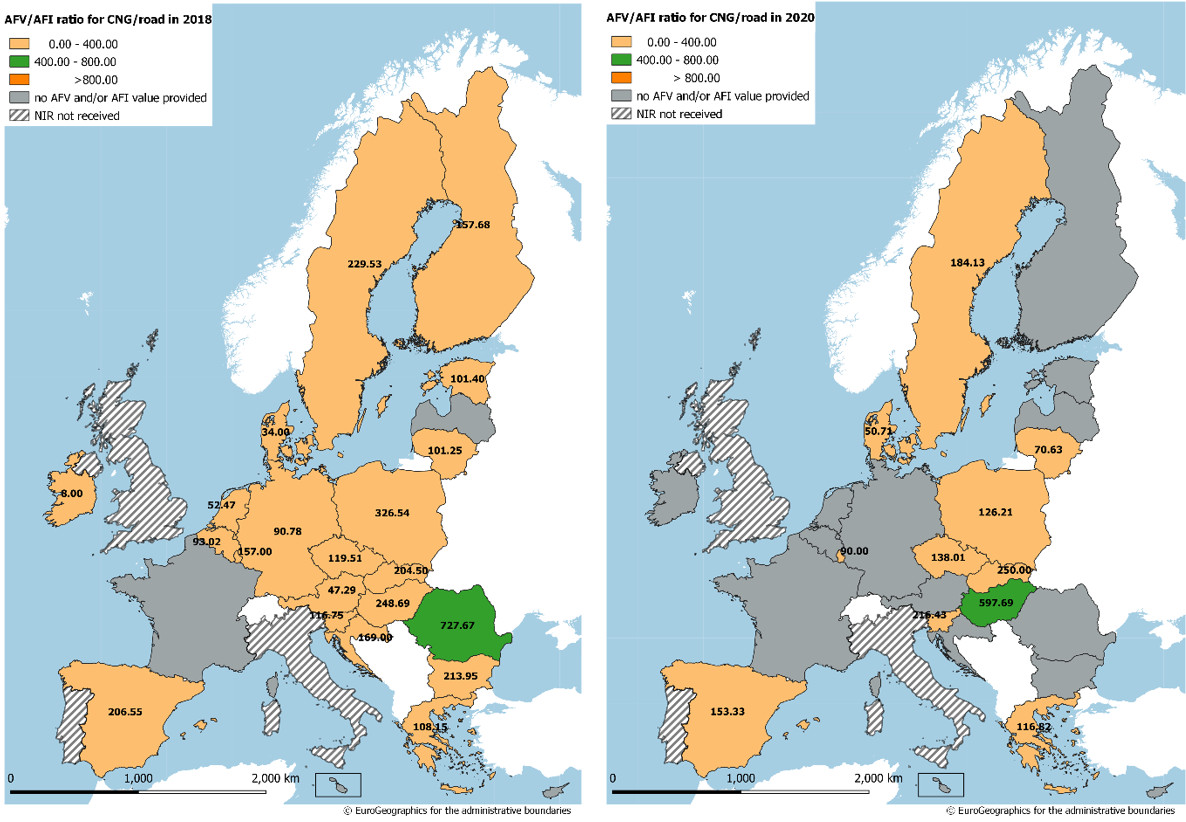 AFV/AFI ratio for CNG/road in 2018
0.00 - 400.00
400.00 - 800.00
>800.00
no AFV and/or AFI value provided
NIR not received
157.68
229.53
101.40
34.00
101.25
8.00
52.47
326.54
90.78
93.02
157.00
119.51
204.50
47.29
248.69
116.75
727.67
169.00
213.95
206.55
108.15
0 1,000 2,000 km
© EuroGeographics for the administrative boundaries
AFV/AFI ratio for CNG/road in 2020
0.00 - 400.00
400.00 - 800.00
> 800.00
no AFV and/or AFI value provided
NIR not received
184.13
50.71
70.63
126.21
90.00
138.01
250.00
597.69
216.43
153.33
116.82
0 1,000 2,000 km
© EuroGeographics for the administrative boundaries